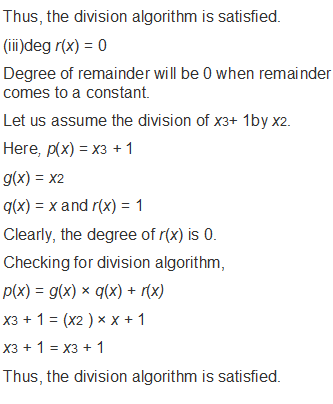 Thus, the division algorithm is satisfied.
(iii)deg r(x) = 0
Degree of remainder will be 0 when remainder
comes to a constant.
Let us assume the division of x3+ 1by x2.
Here, p(x) = x3 + 1
g(x) = x2
q(x) = x and r(x) = 1
Clearly, the degree of r(x) is 0.
Checking for division algorithm,
p(x) = g(x) × q(x) + r(x)
x3 + 1 = (x2 ) × x + 1
x3 + 1 = x3 + 1
Thus, the division algorithm is satisfied.